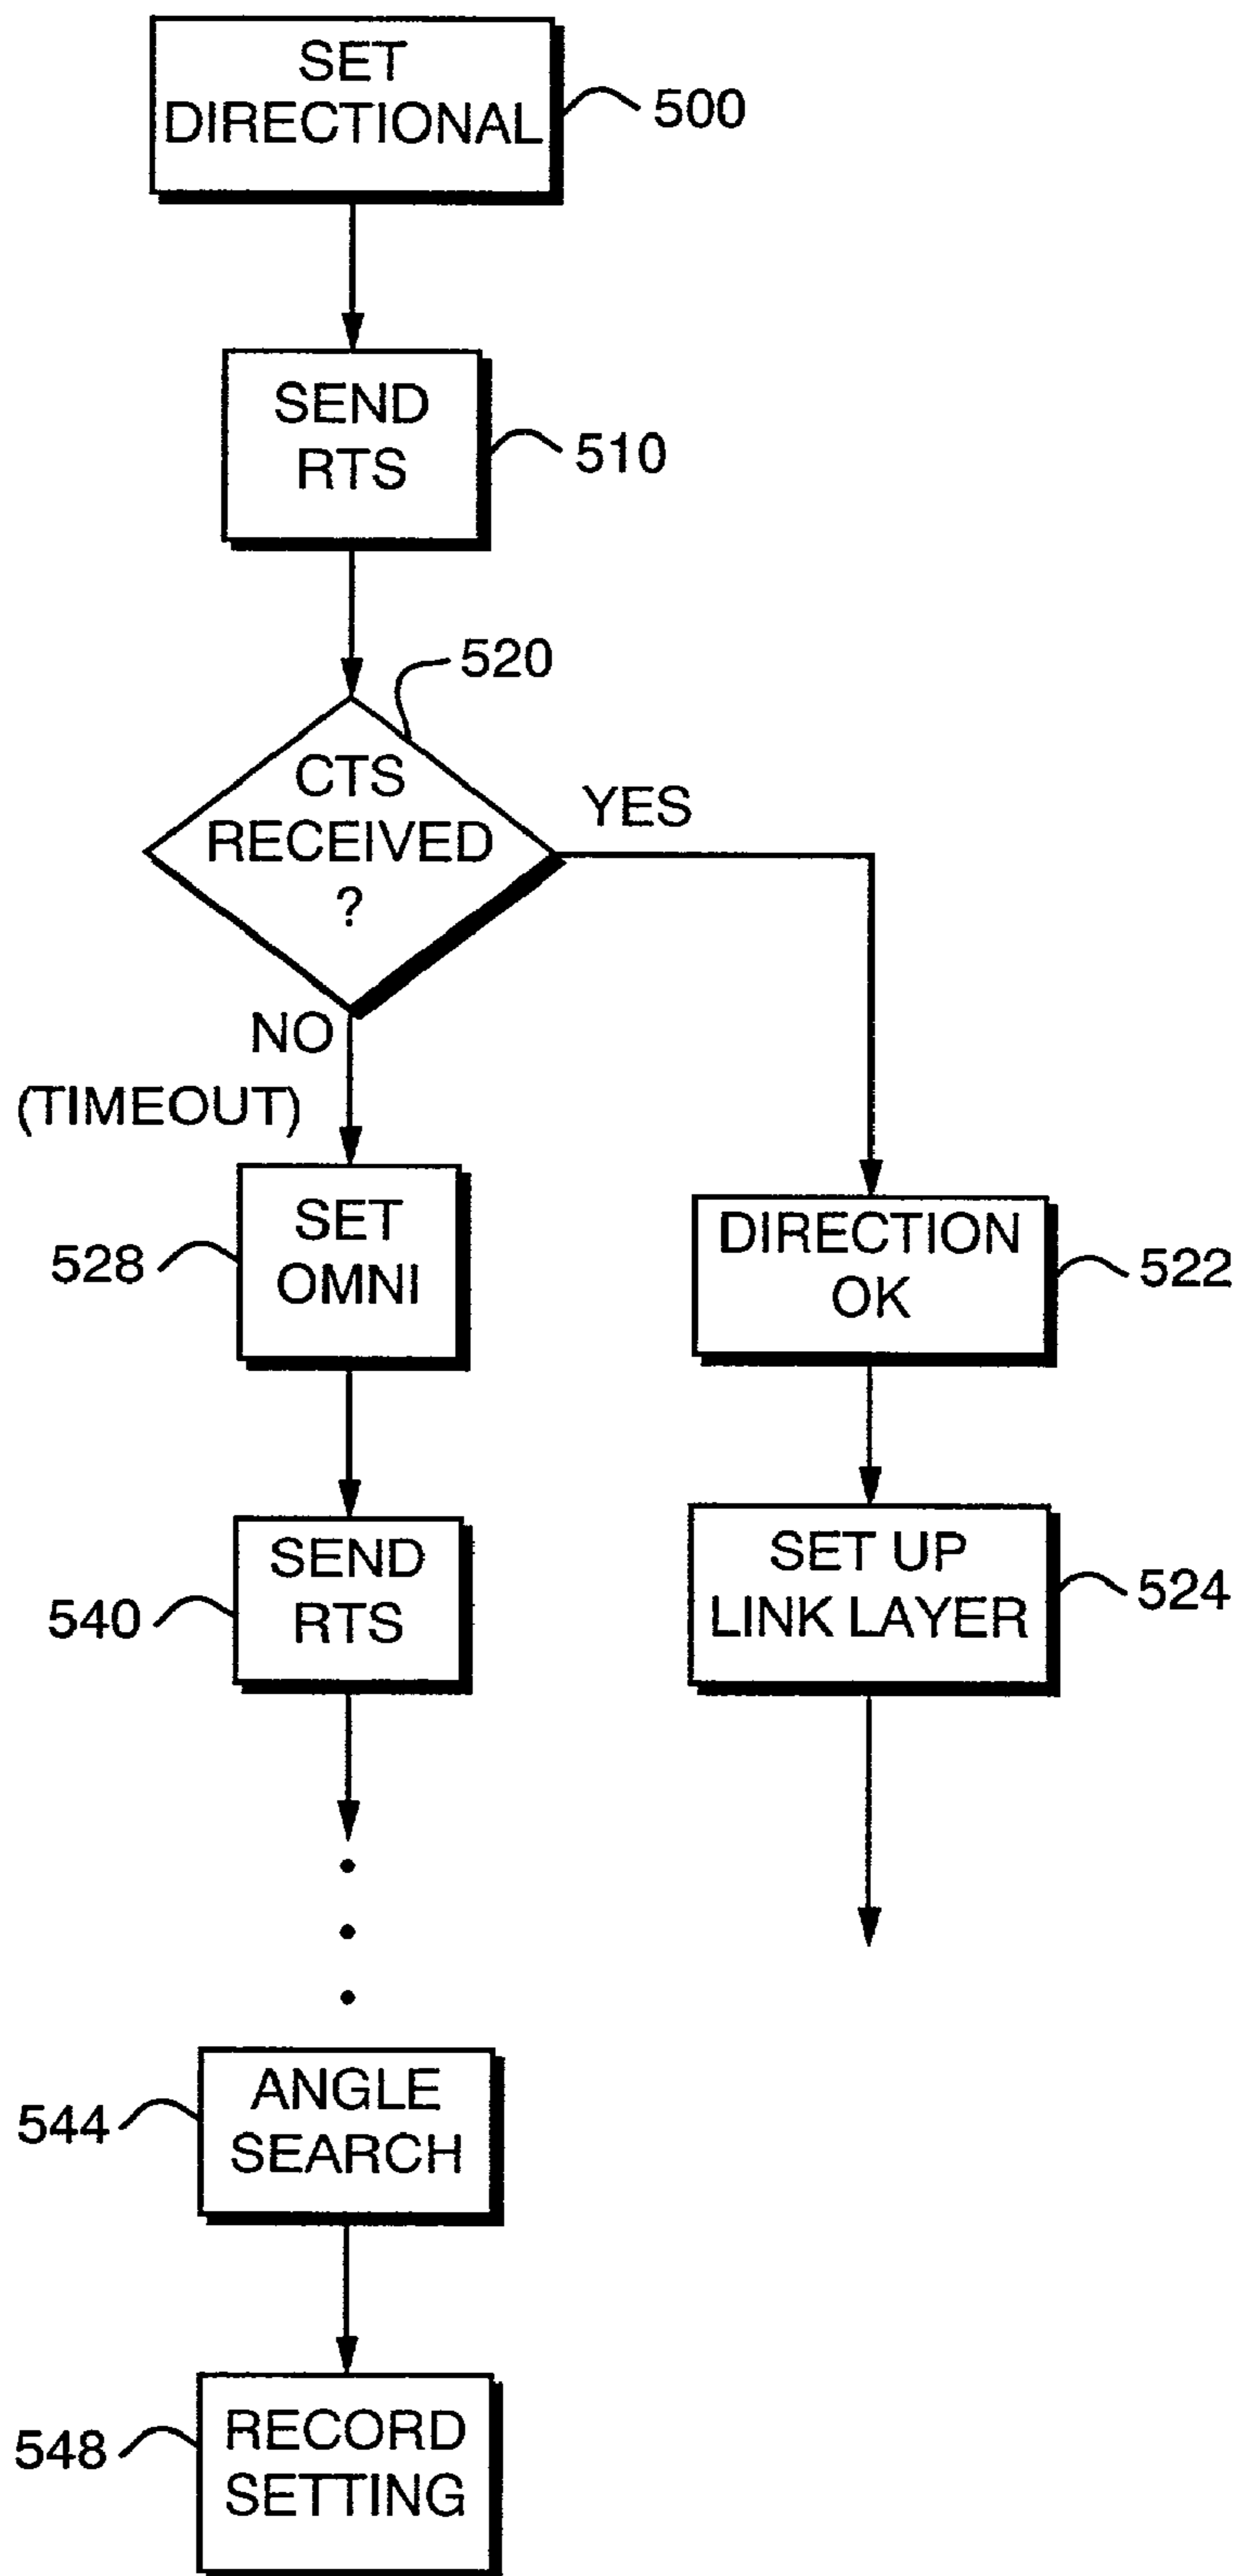 SET
DIRECTIONAL
500
SEND
RTS
510
520
CTS
RECEIVED
?
YES
NO
(TIMEOUT)
SET
OMNI
528
DIRECTION
OK
522
SEND
RTS
540
SET UP
LINK LAYER
524
ANGLE
SEARCH
544
RECORD
SETTING
548